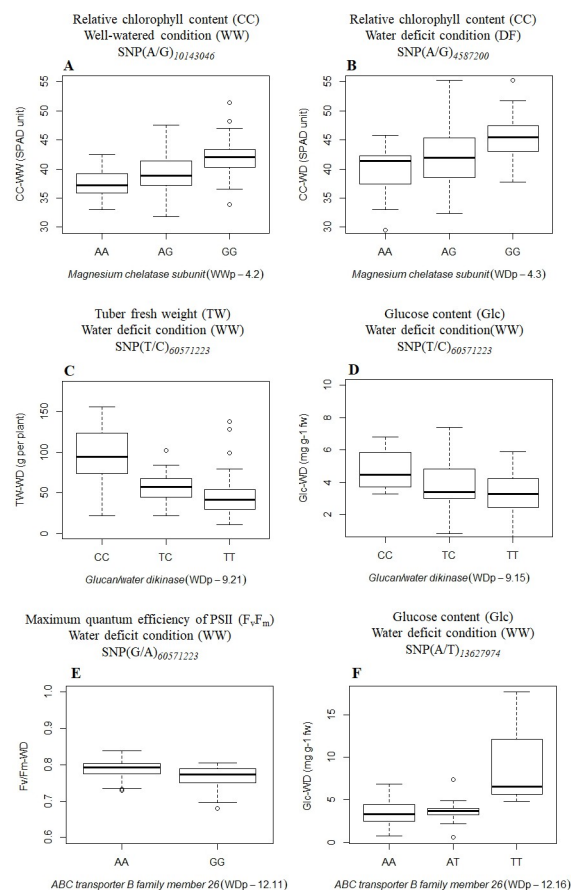 Relative chlorophyll content (CC)
Well-watered condition (WW)
SNP(A/G)10143046
A
55
50
45
40
35
30
CC-WW (SPAD unit)
AA AG GG
Magnesium chelatase subunit(WWp – 4.2)
Relative chlorophyll content (CC)
Water deficit condition (DF)
SNP(A/G)4587200
B
55
50
45
40
35
30
CC-WD (SPAD unit)
AA AG GG
Magnesium chelatase subunit(WDp – 4.3)
Tuber fresh weight (TW)
Water deficit condition (WW)
SNP(T/C)60571223
C
150
100
50
0
TW-WD (g per plant)
CC TC TT
Glucan/water dikinase(WDp – 9.21)
Glucose content (Glc)
Water deficit condition(WW)
SNP(T/C)60571223
D
10
8
6
4
2
Glc-WD (mg g-1 fw)
CC TC TT
Glucan/water dikinase(WDp – 9.15)
Maximum quantum efficiency of PSII (FvFm)
Water deficit condition (WW)
SNP(G/A)60571223
E
1.0
0.9
0.8
0.7
0.6
Fv/Fm-WD
AA GG
ABC transporter B family member 26(WDp – 12.11)
Glucose content (Glc)
Water deficit condition (WW)
SNP(A/T)13627974
F
15
10
5
0
Glc-WD (mg g-1 fw)
AA AT TT
ABC transporter B family member 26(WDp – 12.16)